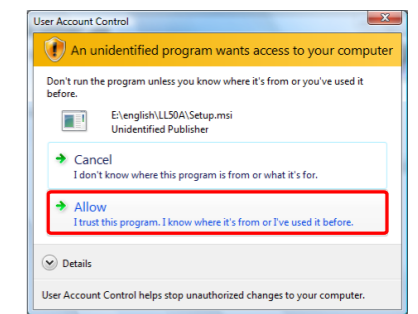 User Account Control
An unidentified program wants access to your computer
Don't run the program unless you know where it's from or you've used it
before.
E:\english\LL50A\Setup.msi
Unidentified Publisher
Cancel
I don't know where this program is from or what it's for.
Allow
I trust this program. I know where it's from or I've used it before.
Details
User Account Control helps stop unauthorized changes to your computer.